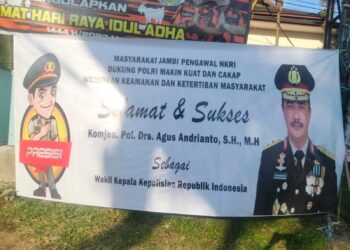 MAT HARI RAYA IDUL ADHA
MASYARAKAT JAMBI PENGAWAL NKRI
DUKUNG POLRI MAKIN KUAT DAN CAKAP
WUJUDKAN KEAMANAN DAN KETERTIBAN MASYARAKAT
Selamat & Sukses
Komjen. Pol. Drs. Agus Andrianto, S.H., M.H
Sebagai
Wakil Kepala Kepolisian Republik Indonesia
PRESISI